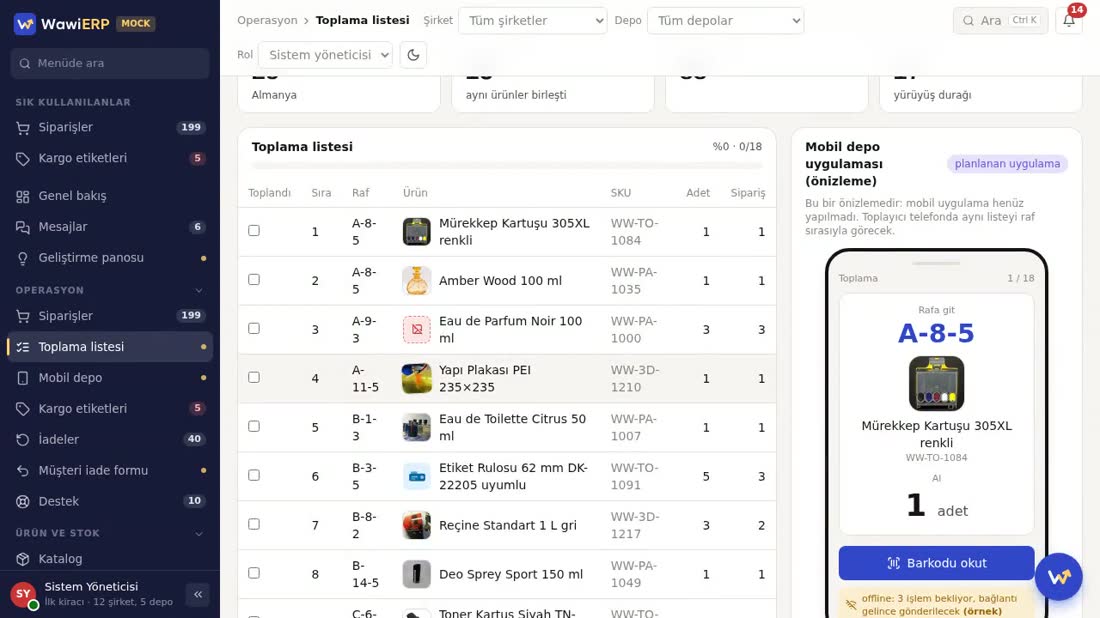 WawiERP MOCK
Menüde ara
SIK KULLANILANLAR
Siparişler 199
Kargo etiketleri 5
Genel bakış
Mesajlar 6
Geliştirme panosu
OPERASYON
Siparişler 199
Toplama listesi
Mobil depo
Kargo etiketleri 5
İadeler 40
Müşteri iade formu
Destek 10
ÜRÜN VE STOK
Katalog
SY Sistem Yöneticisi
İlk kiracı · 12 şirket, 5 depo
Operasyon › Toplama listesi Şirket Tüm şirketler Depo Tüm depolar Ara Ctrl K 14
Rol Sistem yöneticisi
Almanya
aynı ürünler birleşti
yürüyüş durağı
Toplama listesi %0 · 0/18
Toplandı Sıra Raf Ürün SKU Adet Sipariş
1 A-8-5 Mürekkep Kartuşu 305XL renkli WW-TO-1084 1 1
2 A-8-5 Amber Wood 100 ml WW-PA-1035 1 1
3 A-9-3 Eau de Parfum Noir 100 ml WW-PA-1000 3 3
4 A-11-5 Yapı Plakası PEI 235×235 WW-3D-1210 1 1
5 B-1-3 Eau de Toilette Citrus 50 ml WW-PA-1007 1 1
6 B-3-5 Etiket Rulosu 62 mm DK-22205 uyumlu WW-TO-1091 5 3
7 B-8-2 Reçine Standart 1 L gri WW-3D-1217 3 2
8 B-14-5 Deo Sprey Sport 150 ml WW-PA-1049 1 1
C-6- Toner Kartuş Siyah TN- WW-TO-
Mobil depo uygulaması (önizleme) planlanan uygulama
Bu bir önizlemedir: mobil uygulama henüz
yapılmadı. Toplayıcı telefonda aynı listeyi raf
sırasıyla görecek.
Toplama 1 / 18
Rafa git
A-8-5
Mürekkep Kartuşu 305XL
renkli
WW-TO-1084
Al
1 adet
Barkodu okut
offline: 3 işlem bekliyor, bağlantı
gelince gönderilecek (örnek)